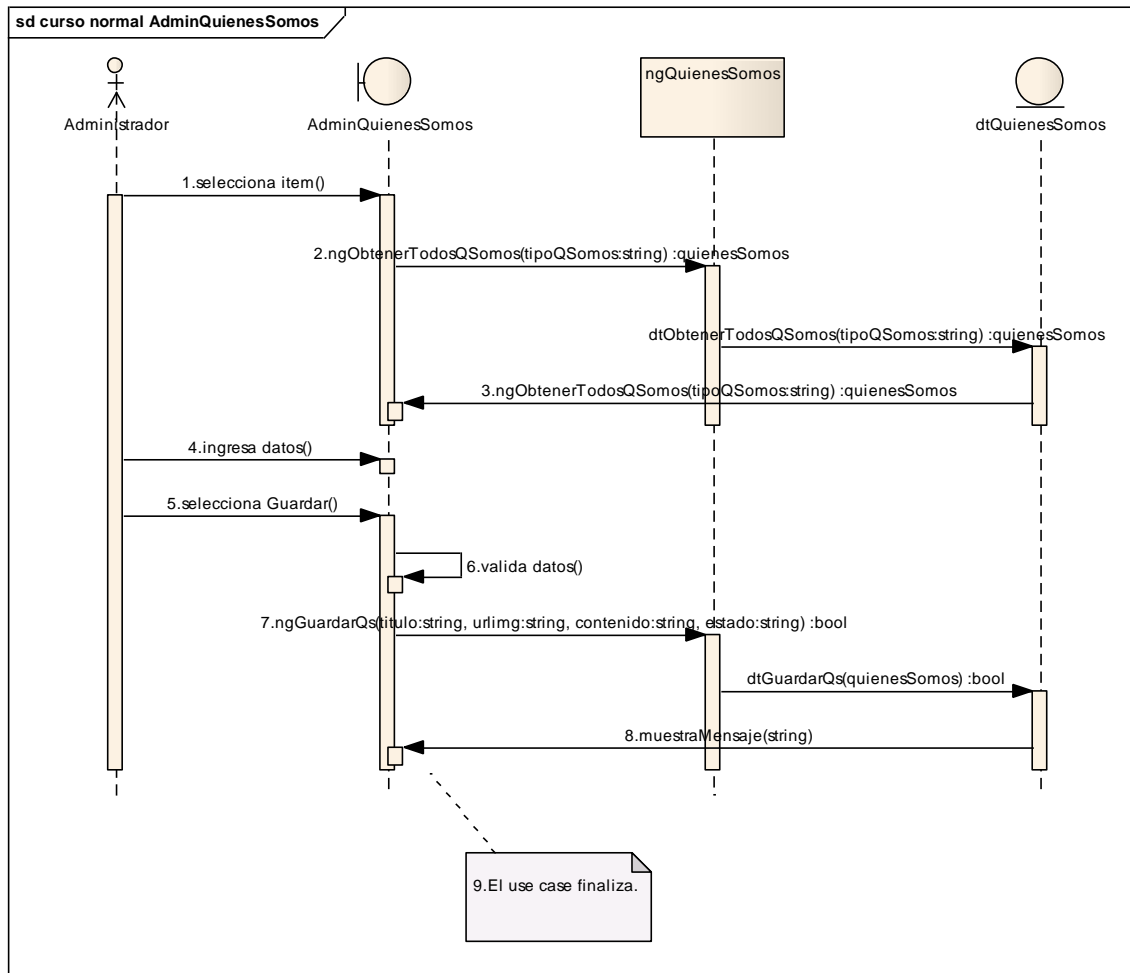 sd curso normal AdminQuienesSomos
Administrador
AdminQuienesSomos
ngQuienesSomos
dtQuienesSomos
1.selecciona item()
2.ngObtenerTodosQSomos(tipoQSomos:string) :quienesSomos
dtObtenerTodosQSomos(tipoQSomos:string) :quienesSomos
3.ngObtenerTodosQSomos(tipoQSomos:string) :quienesSomos
4.ingresa datos()
5.selecciona Guardar()
6.valida datos()
7.ngGuardarQs(titulo:string, urlimg:string, contenido:string, estado:string) :bool
dtGuardarQs(quienesSomos) :bool
8.muestraMensaje(string)
9.El use case finaliza.